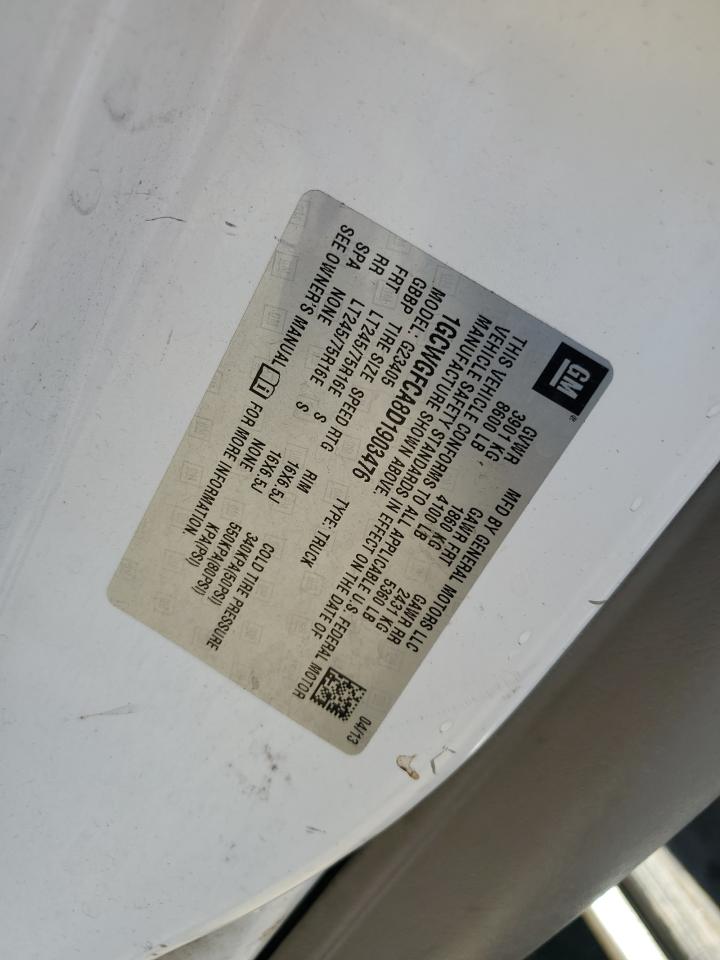 GM
®
MFD BY GENERAL MOTORS LLC
04/13
GVWR GAWR FRT GAWR RR
3901 KG 1860 KG 2431 KG
8600 LB 4100 LB 5360 LB
THIS VEHICLE CONFORMS TO ALL APPLICABLE U.S. FEDERAL MOTOR
VEHICLE SAFETY STANDARDS IN EFFECT ON THE DATE OF
MANUFACTURE SHOWN ABOVE.
1GCWGFCA8D1903476 TYPE: TRUCK
MODEL: G23405
GBBP TIRE SIZE SPEED RTG RIM COLD TIRE PRESSURE
FRT LT245/75R16E S 16X6.5J 340KPA(50PSI)
RR LT245/75R16E S 16X6.5J 550KPA(80PSI)
SPA NONE NONE KPA(PSI)
SEE OWNER'S MANUAL i FOR MORE INFORMATION.